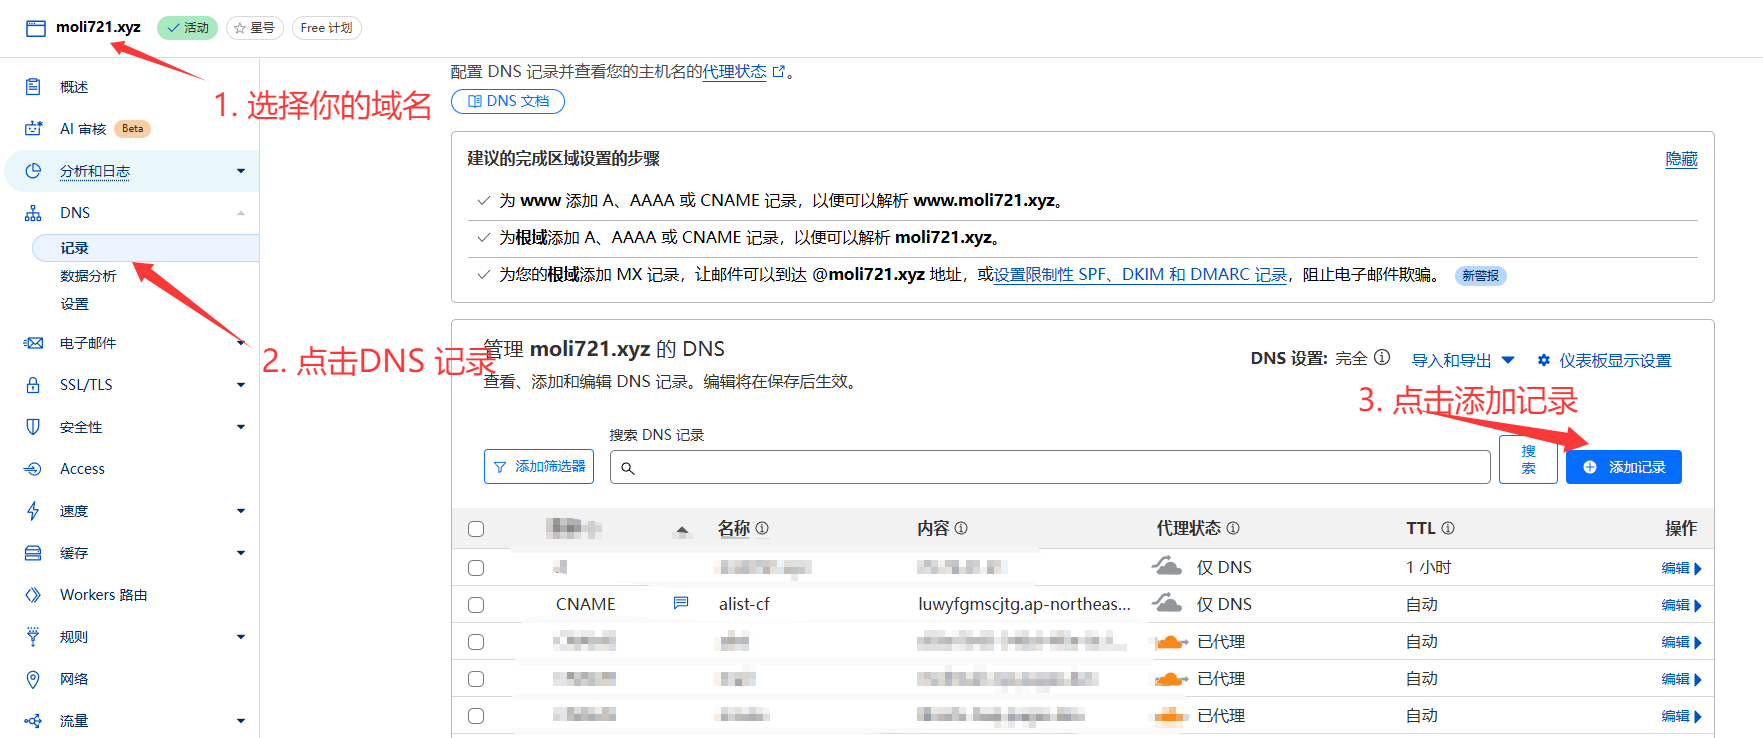 moli721.xyz 活动 星号 Free 计划
1. 选择你的域名
概述
AI 审核 Beta
分析和日志
DNS
记录
数据分析
设置
电子邮件
SSL/TLS
安全性
Access
速度
缓存
Workers 路由
规则
网络
流量
2. 点击DNS 记录
配置 DNS 记录并查看您的主机名的代理状态。
DNS 文档
建议的完成区域设置的步骤 隐藏
为 www 添加 A、AAAA 或 CNAME 记录，以便可以解析 www.moli721.xyz。
为根域添加 A、AAAA 或 CNAME 记录，以便可以解析 moli721.xyz。
为您的根域添加 MX 记录，让邮件可以到达 @moli721.xyz 地址，或设置限制性 SPF、DKIM 和 DMARC 记录，阻止电子邮件欺骗。 新警报
管理 moli721.xyz 的 DNS
查看、添加和编辑 DNS 记录。编辑将在保存后生效。
DNS 设置: 完全 导入和导出 仪表板显示设置
3. 点击添加记录
搜索 DNS 记录
添加筛选器 搜索 添加记录
名称 内容 代理状态 TTL 操作
仅 DNS 1 小时 编辑
CNAME alist-cf luwyfgmscjtg.ap-northeas... 仅 DNS 自动 编辑
已代理 自动 编辑
已代理 自动 编辑
已代理 自动 编辑